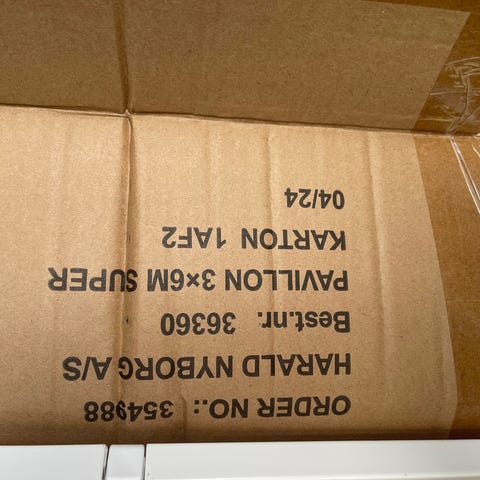 ORDER NO.: 354988
HARALD NYBORG A/S
Best.nr. 36360
PAVILLON 3×6M SUPER
KARTON 1AF2
04/24